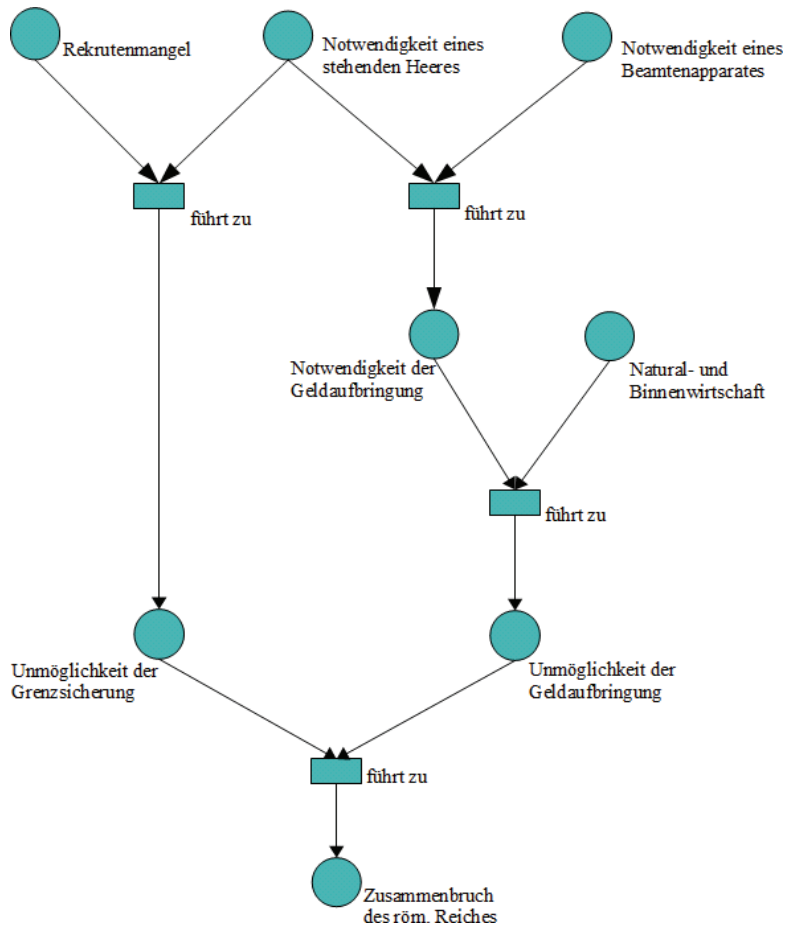 Rekrutenmangel
Notwendigkeit eines
stehenden Heeres
Notwendigkeit eines
Beamtenapparates
führt zu
führt zu
Notwendigkeit der
Geldaufbringung
Natural- und
Binnenwirtschaft
führt zu
Unmöglichkeit der
Grenzsicherung
Unmöglichkeit der
Geldaufbringung
führt zu
Zusammenbruch
des röm. Reiches